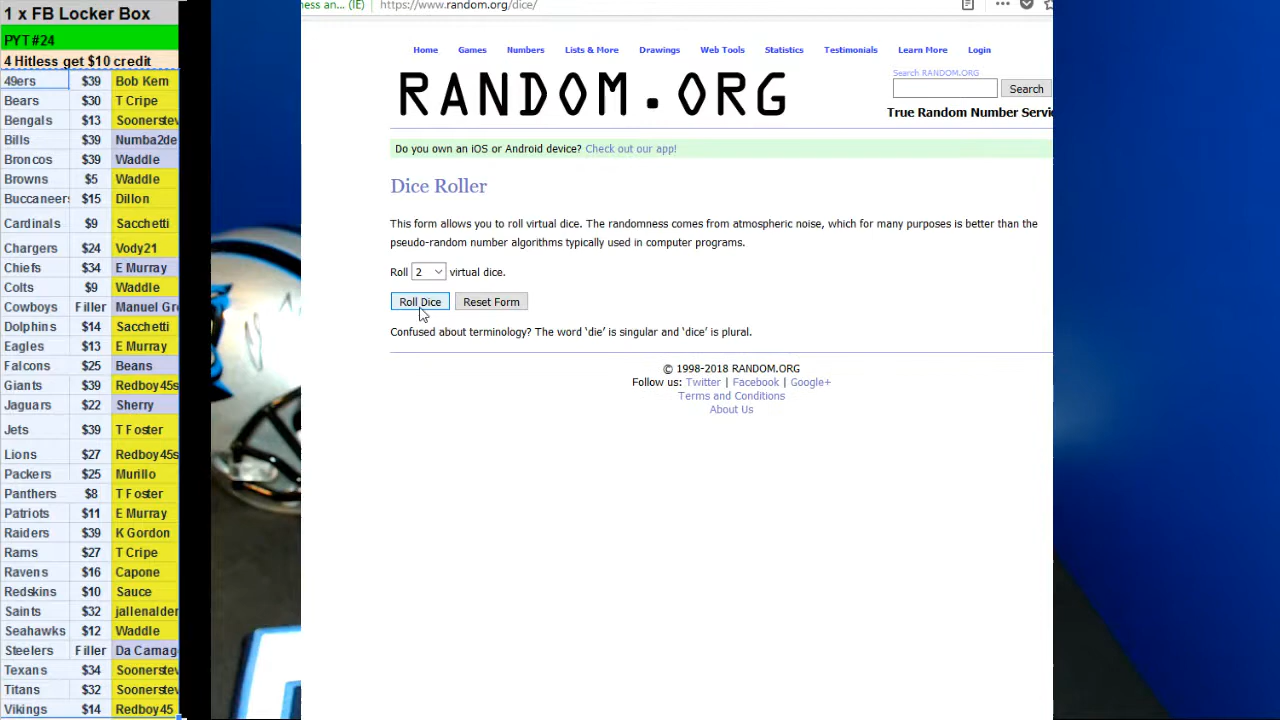 1 x FB Locker Box
PYT #24
4 Hitless get $10 credit
49ers $39 Bob Kem
Bears $30 T Cripe
Bengals $13 Soonerstev
Bills $39 Numba2de
Broncos $39 Waddle
Browns $5 Waddle
Buccaneers $15 Dillon
Cardinals $9 Sacchetti
Chargers $24 Vody21
Chiefs $34 E Murray
Colts $9 Waddle
Cowboys Filler Manuel Gr
Dolphins $14 Sacchetti
Eagles $13 E Murray
Falcons $25 Beans
Giants $39 Redboy45s
Jaguars $22 Sherry
Jets $39 T Foster
Lions $27 Redboy45s
Packers $25 Murillo
Panthers $8 T Foster
Patriots $11 E Murray
Raiders $39 K Gordon
Rams $27 T Cripe
Ravens $16 Capone
Redskins $10 Sauce
Saints $32 jallenalder
Seahawks $12 Waddle
Steelers Filler Da Carnag
Texans $34 Soonerstev
Titans $32 Soonerstev
Vikings $14 Redboy45
ness an... (IE) https://www.random.org/dice/
Home Games Numbers Lists & More Drawings Web Tools Statistics Testimonials Learn More Login
RANDOM.ORG
Search RANDOM.ORG
Search
True Random Number Servi
Do you own an iOS or Android device? Check out our app!
Dice Roller
This form allows you to roll virtual dice. The randomness comes from atmospheric noise, which for many purposes is better than the
pseudo-random number algorithms typically used in computer programs.
Roll 2 virtual dice.
Roll Dice Reset Form
Confused about terminology? The word ‘die’ is singular and ‘dice’ is plural.
© 1998-2018 RANDOM.ORG
Follow us: Twitter | Facebook | Google+
Terms and Conditions
About Us